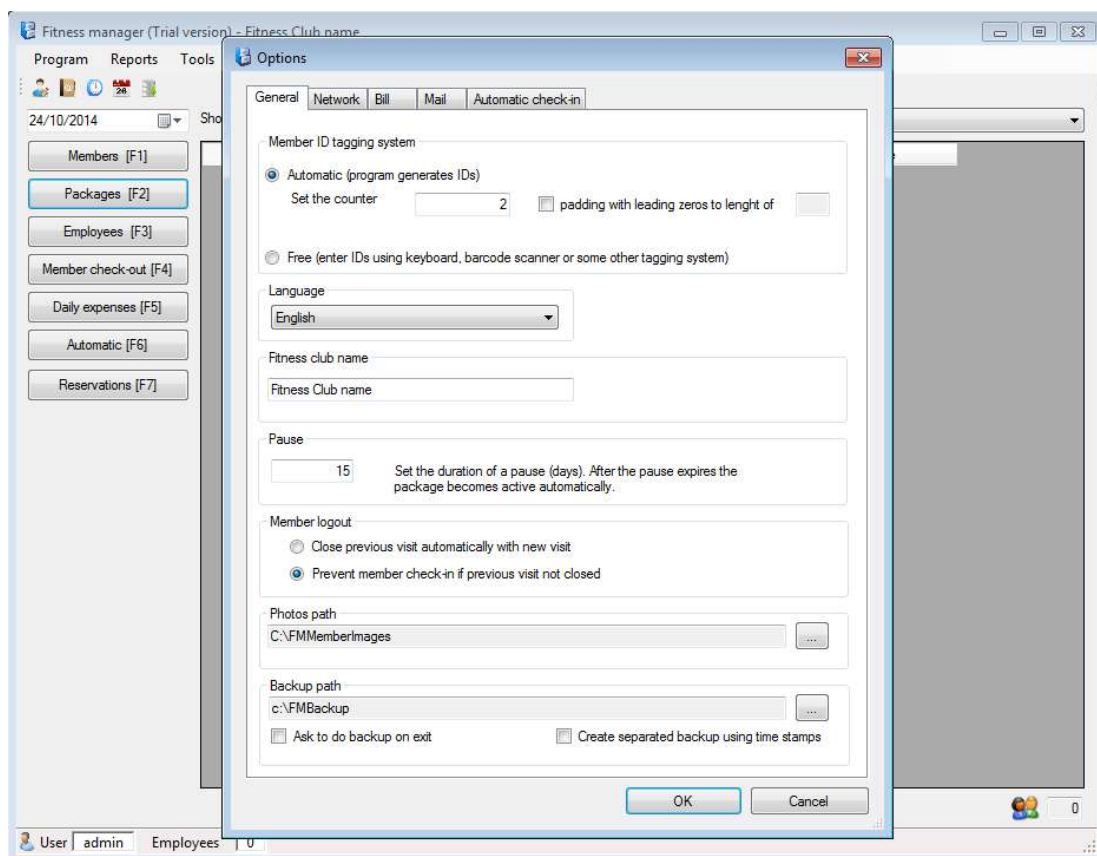 Fitness manager (Trial version) - Fitness Club name
Program Reports Tools
Options
26
General Network Bill Mail Automatic check-in
24/10/2014 Sho
Members [F1]
Packages [F2]
Employees [F3]
Member check-out [F4]
Daily expenses [F5]
Automatic [F6]
Reservations [F7]
Member ID tagging system
Automatic (program generates IDs)
Set the counter 2 padding with leading zeros to lenght of
Free (enter IDs using keyboard, barcode scanner or some other tagging system)
Language
English
Fitness club name
Fitness Club name
Pause
15 Set the duration of a pause (days). After the pause expires the
package becomes active automatically.
Member logout
Close previous visit automatically with new visit
Prevent member check-in if previous visit not closed
Photos path
C:\FMMemberImages ...
Backup path
c:\FMBackup ...
Ask to do backup on exit Create separated backup using time stamps
OK Cancel
0
User admin Employees 0